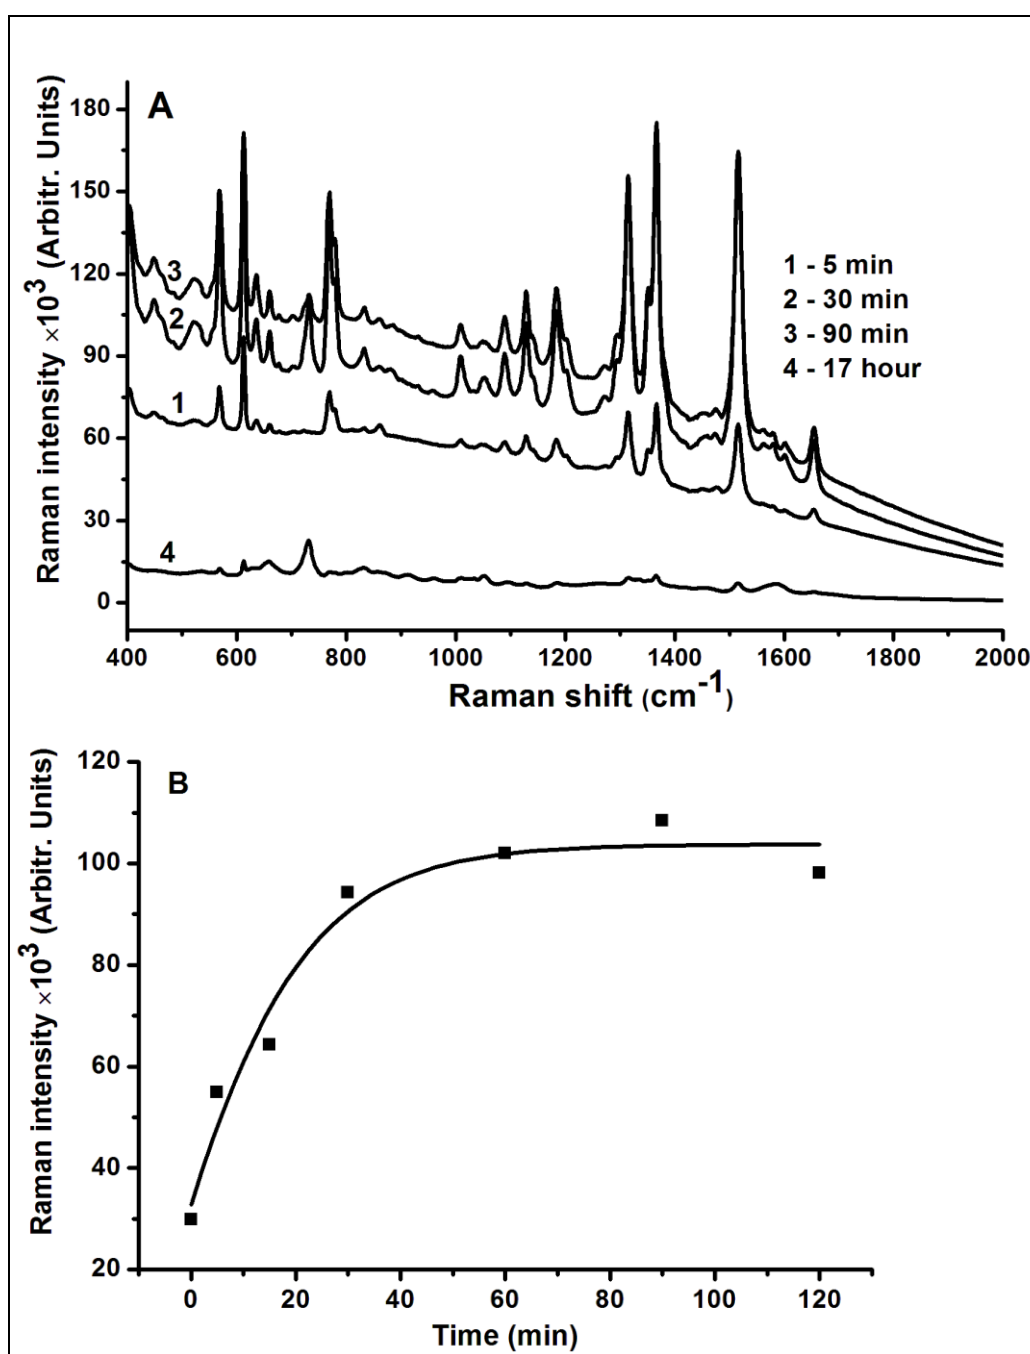 A
Raman intensity ×10³ (Arbitr. Units)
180
150
120
90
60
30
0
3
2
1
4
1 - 5 min
2 - 30 min
3 - 90 min
4 - 17 hour
400 600 800 1000 1200 1400 1600 1800 2000
Raman shift (cm⁻¹)
B
Raman intensity ×10³ (Arbitr. Units)
120
100
80
60
40
20
0 20 40 60 80 100 120
Time (min)